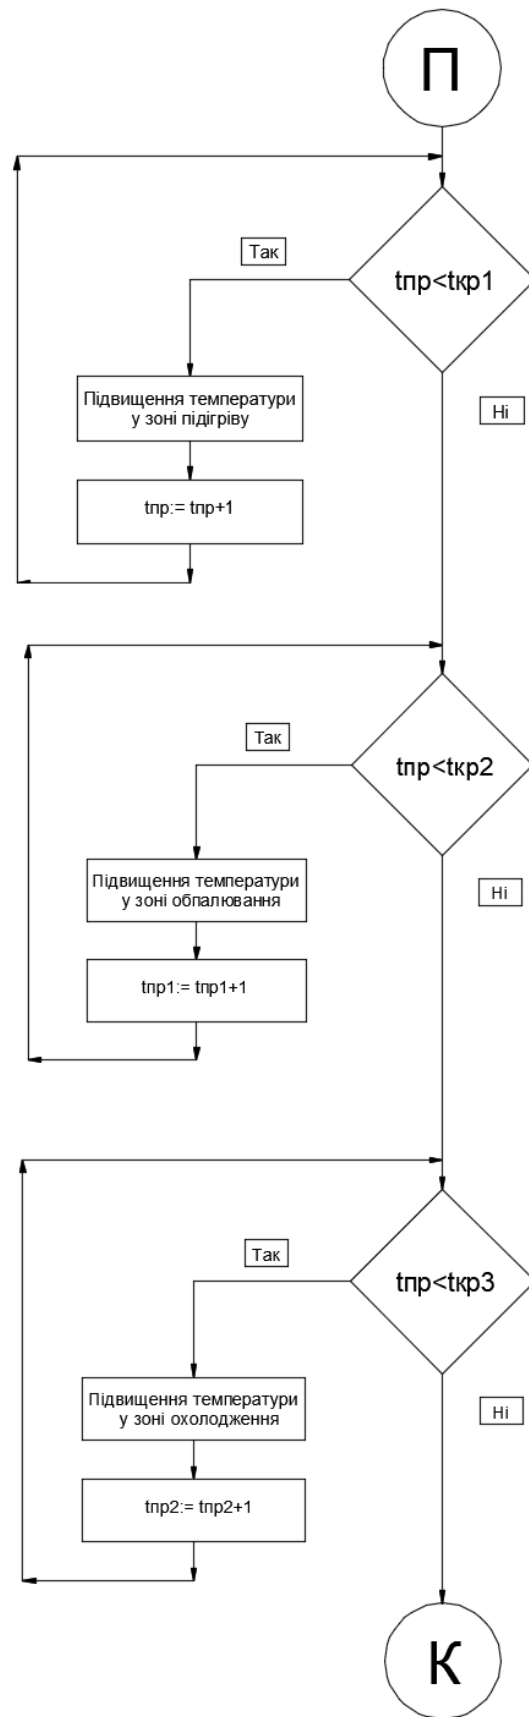 П
tпр<tкр1
Так
Ні
Підвищення температури
у зоні підігріву
tпр:= tпр+1
tпр<tкр2
Так
Ні
Підвищення температури
у зоні обпалювання
tпр1:= tпр1+1
tпр<tкр3
Так
Ні
Підвищення температури
у зоні охолодження
tпр2:= tпр2+1
К